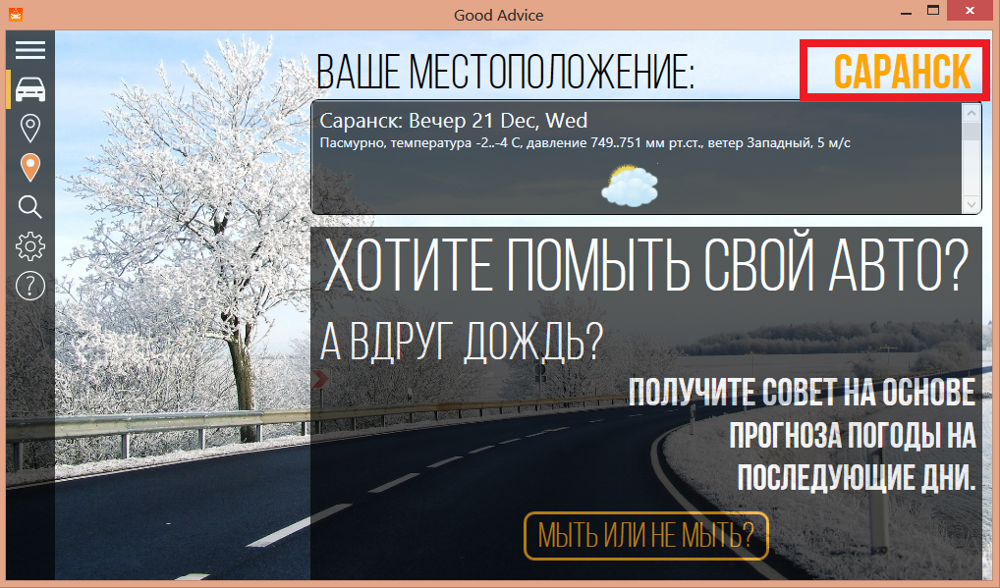 Good Advice
ВАШЕ МЕСТОПОЛОЖЕНИЕ:
САРАНСК
Саранск: Вечер 21 Dec, Wed
Пасмурно, температура -2..-4 С, давление 749..751 мм рт.ст., ветер Западный, 5 м/с
ХОТИТЕ ПОМЫТЬ СВОЙ АВТО?
А ВДРУГ ДОЖДЬ?
ПОЛУЧИТЕ СОВЕТ НА ОСНОВЕ
ПРОГНОЗА ПОГОДЫ НА
ПОСЛЕДУЮЩИЕ ДНИ.
МЫТЬ ИЛИ НЕ МЫТЬ?